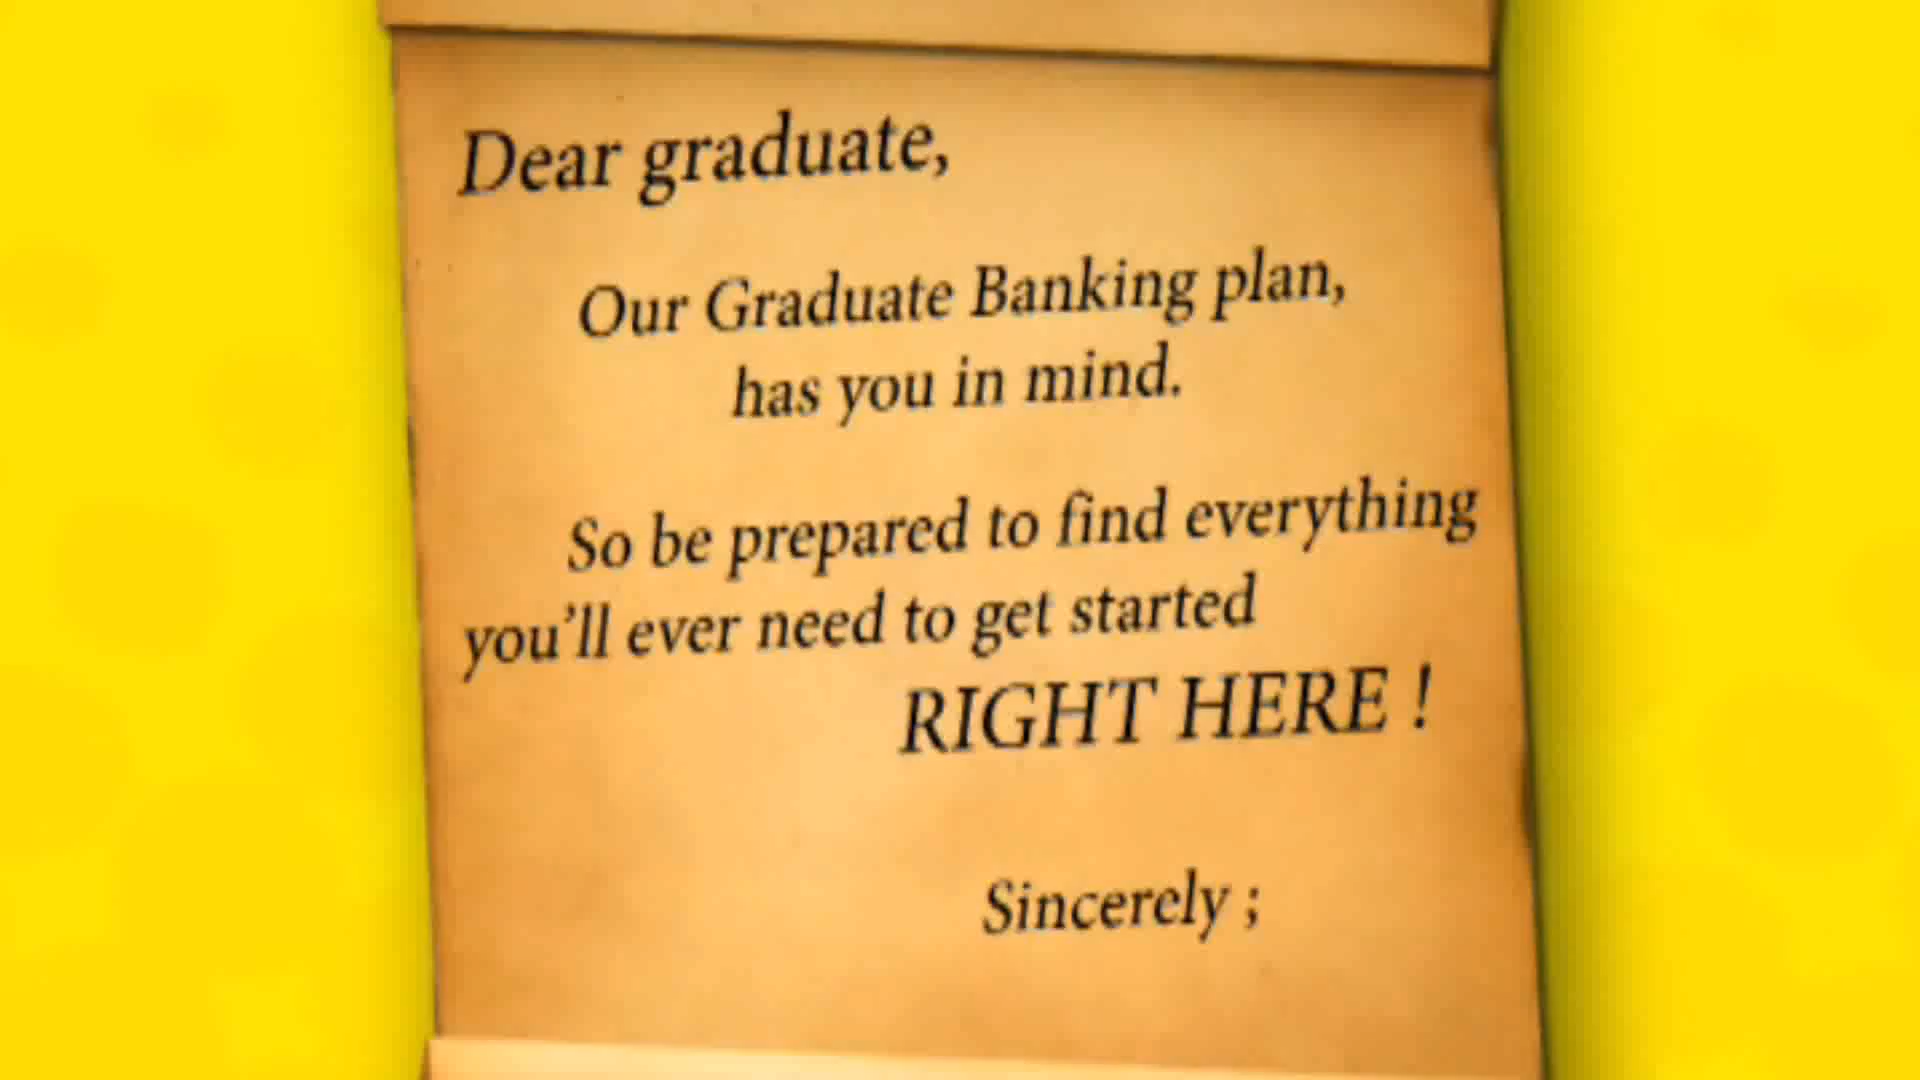 Dear graduate,
Our Graduate Banking plan,
has you in mind.
So be prepared to find everything
you’ll ever need to get started
RIGHT HERE !
Sincerely ;